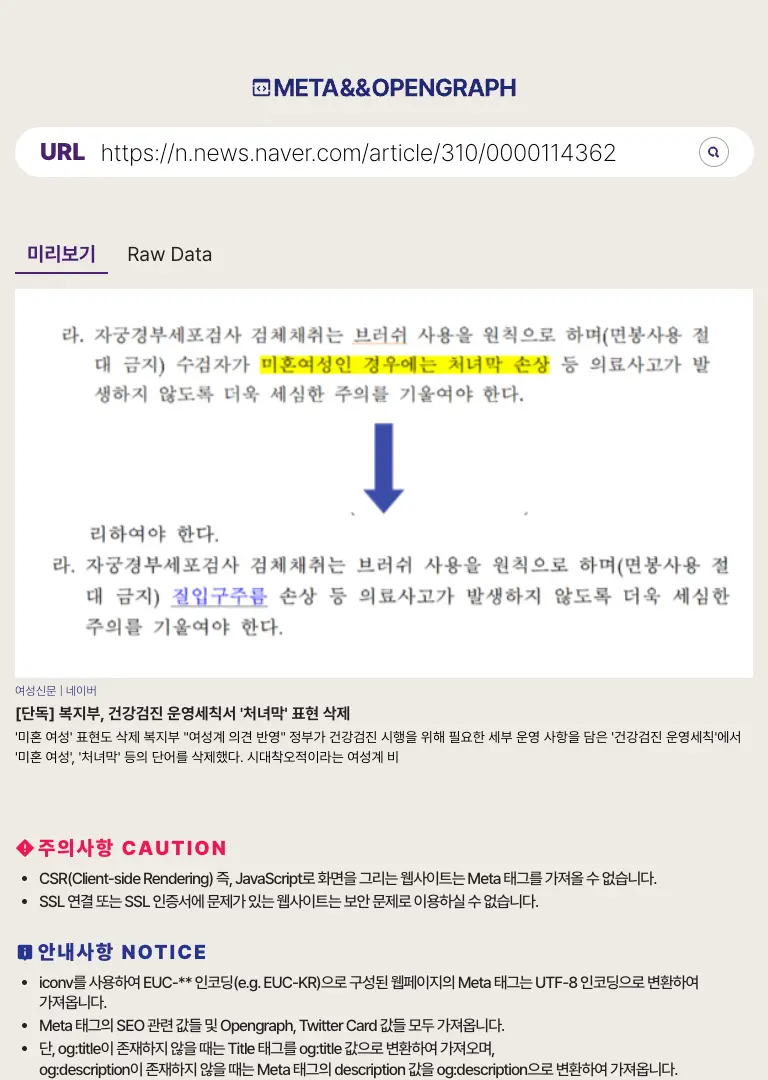 META&&OPENGRAPH
URL https://n.news.naver.com/article/310/0000114362
미리보기 Raw Data
라. 자궁경부세포검사 검체채취는 브러쉬 사용을 원칙으로 하며(면봉사용 절
대 금지) 수검자가 미혼여성인 경우에는 처녀막 손상 등 의료사고가 발
생하지 않도록 더욱 세심한 주의를 기울여야 한다.
리하여야 한다.
라. 자궁경부세포검사 검체채취는 브러쉬 사용을 원칙으로 하며(면봉사용 절
대 금지) 질입구주름 손상 등 의료사고가 발생하지 않도록 더욱 세심한
주의를 기울여야 한다.
여성신문 | 네이버
[단독] 복지부, 건강검진 운영세칙서 '처녀막' 표현 삭제
'미혼 여성' 표현도 삭제 복지부 "여성계 의견 반영" 정부가 건강검진 시행을 위해 필요한 세부 운영 사항을 담은 '건강검진 운영세칙'에서
'미혼 여성', '처녀막' 등의 단어를 삭제했다. 시대착오적이라는 여성계 비
주의사항 CAUTION
• CSR(Client-side Rendering) 즉, JavaScript로 화면을 그리는 웹사이트는 Meta 태그를 가져올 수 없습니다.
• SSL 연결 또는 SSL 인증서에 문제가 있는 웹사이트는 보안 문제로 이용하실 수 없습니다.
안내사항 NOTICE
• iconv를 사용하여 EUC-** 인코딩(e.g. EUC-KR)으로 구성된 웹페이지의 Meta 태그는 UTF-8 인코딩으로 변환하여
가져옵니다.
• Meta 태그의 SEO 관련 값들 및 Opengraph, Twitter Card 값들 모두 가져옵니다.
• 단, og:title이 존재하지 않을 때는 Title 태그를 og:title 값으로 변환하여 가져오며,
og:description이 존재하지 않을 때는 Meta 태그의 description 값을 og:description으로 변환하여 가져옵니다.